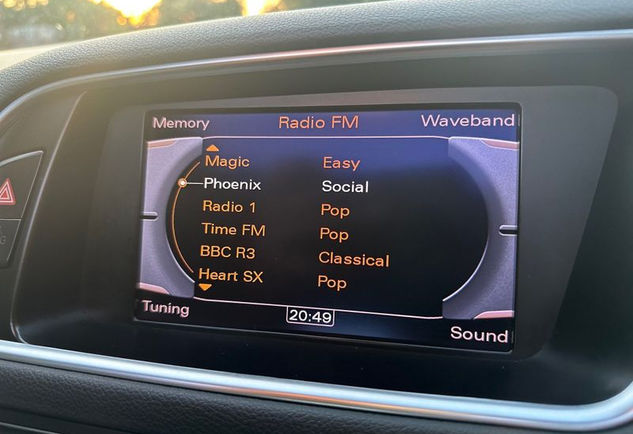 Memory Radio FM Waveband
Magic Easy
Phoenix Social
Radio 1 Pop
Time FM Pop
BBC R3 Classical
Heart SX Pop
Tuning 20:49 Sound